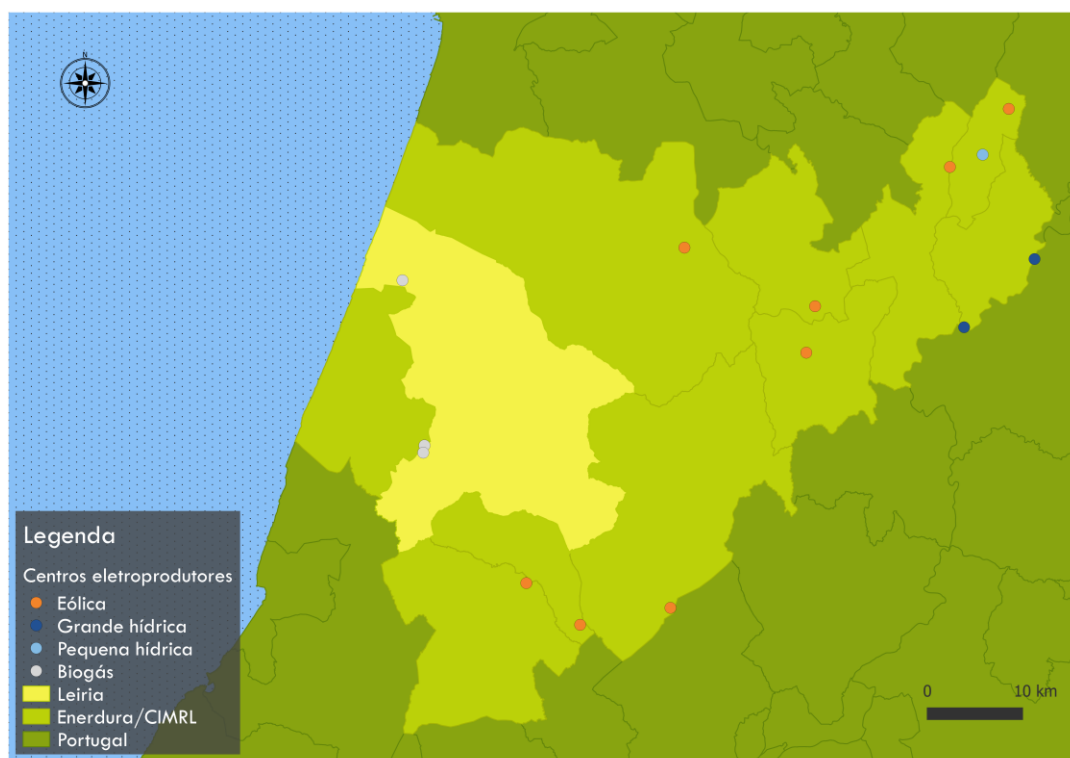 N
Legenda
Centros eletroprodutores
Eólica
Grande hídrica
Pequena hídrica
Biogás
Leiria
Enerdura/CIMRL
Portugal
0 10 km